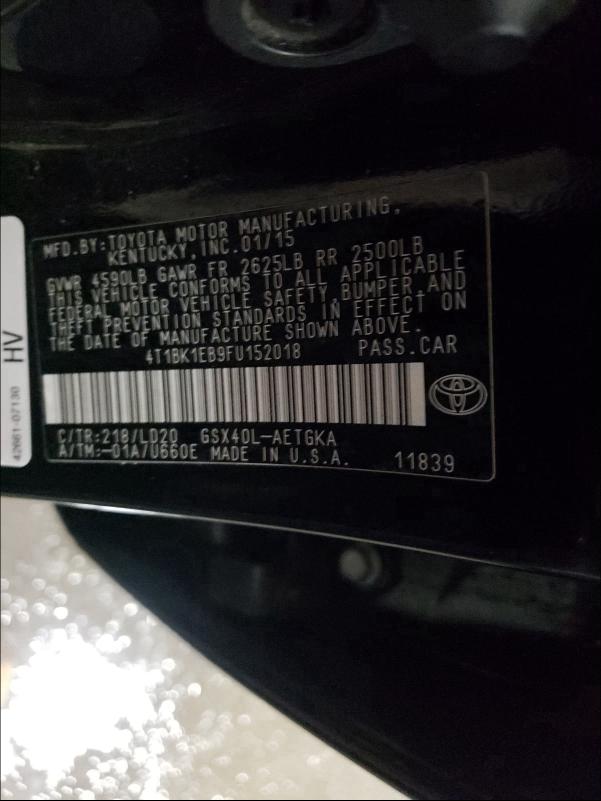 MFD.BY:TOYOTA MOTOR MANUFACTURING,
KENTUCKY,INC.01/15
GVWR 4590LB GAWR FR 2625LB RR 2500LB
THIS VEHICLE CONFORMS TO ALL APPLICABLE
FEDERAL MOTOR VEHICLE SAFETY,BUMPER,AND
THEFT PREVENTION STANDARDS IN EFFECT ON
THE DATE OF MANUFACTURE SHOWN ABOVE.
4T1BK1EB9FU152018 PASS.CAR
C/TR:218/LD20 GSX40L-AETGKA
A/TM:-01A/U660E MADE IN U.S.A. 11839
HV
42661-07130